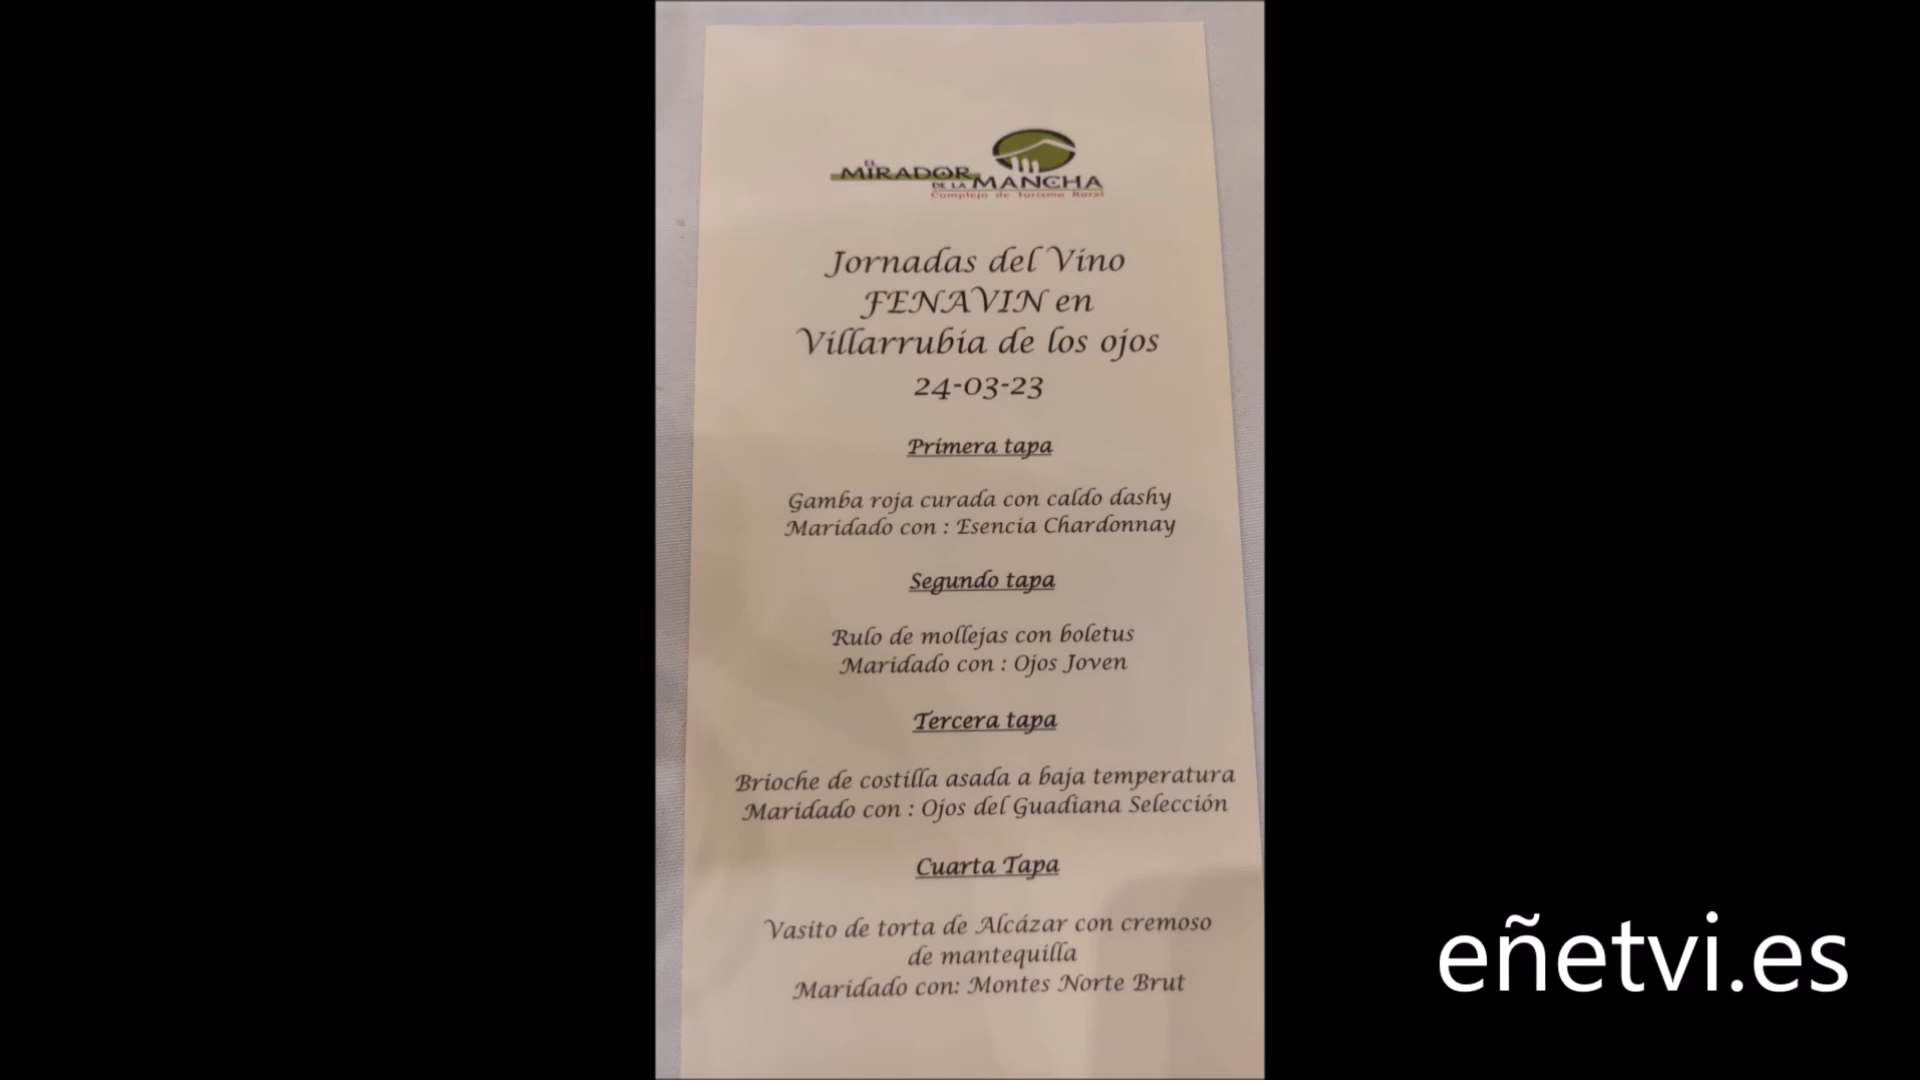 EL
MIRADOR
DE LA MANCHA
Complejo de Turismo Rural
Jornadas del Vino
FENAVIN en
Villarrubia de los ojos
24-03-23
Primera tapa
Gamba roja curada con caldo dashy
Maridado con : Esencia Chardonnay
Segundo tapa
Rulo de mollejas con boletus
Maridado con : Ojos Joven
Tercera tapa
Brioche de costilla asada a baja temperatura
Maridado con : Ojos del Guadiana Selección
Cuarta Tapa
Vasito de torta de Alcázar con cremoso
de mantequilla
Maridado con: Montes Norte Brut
eñetvi.es